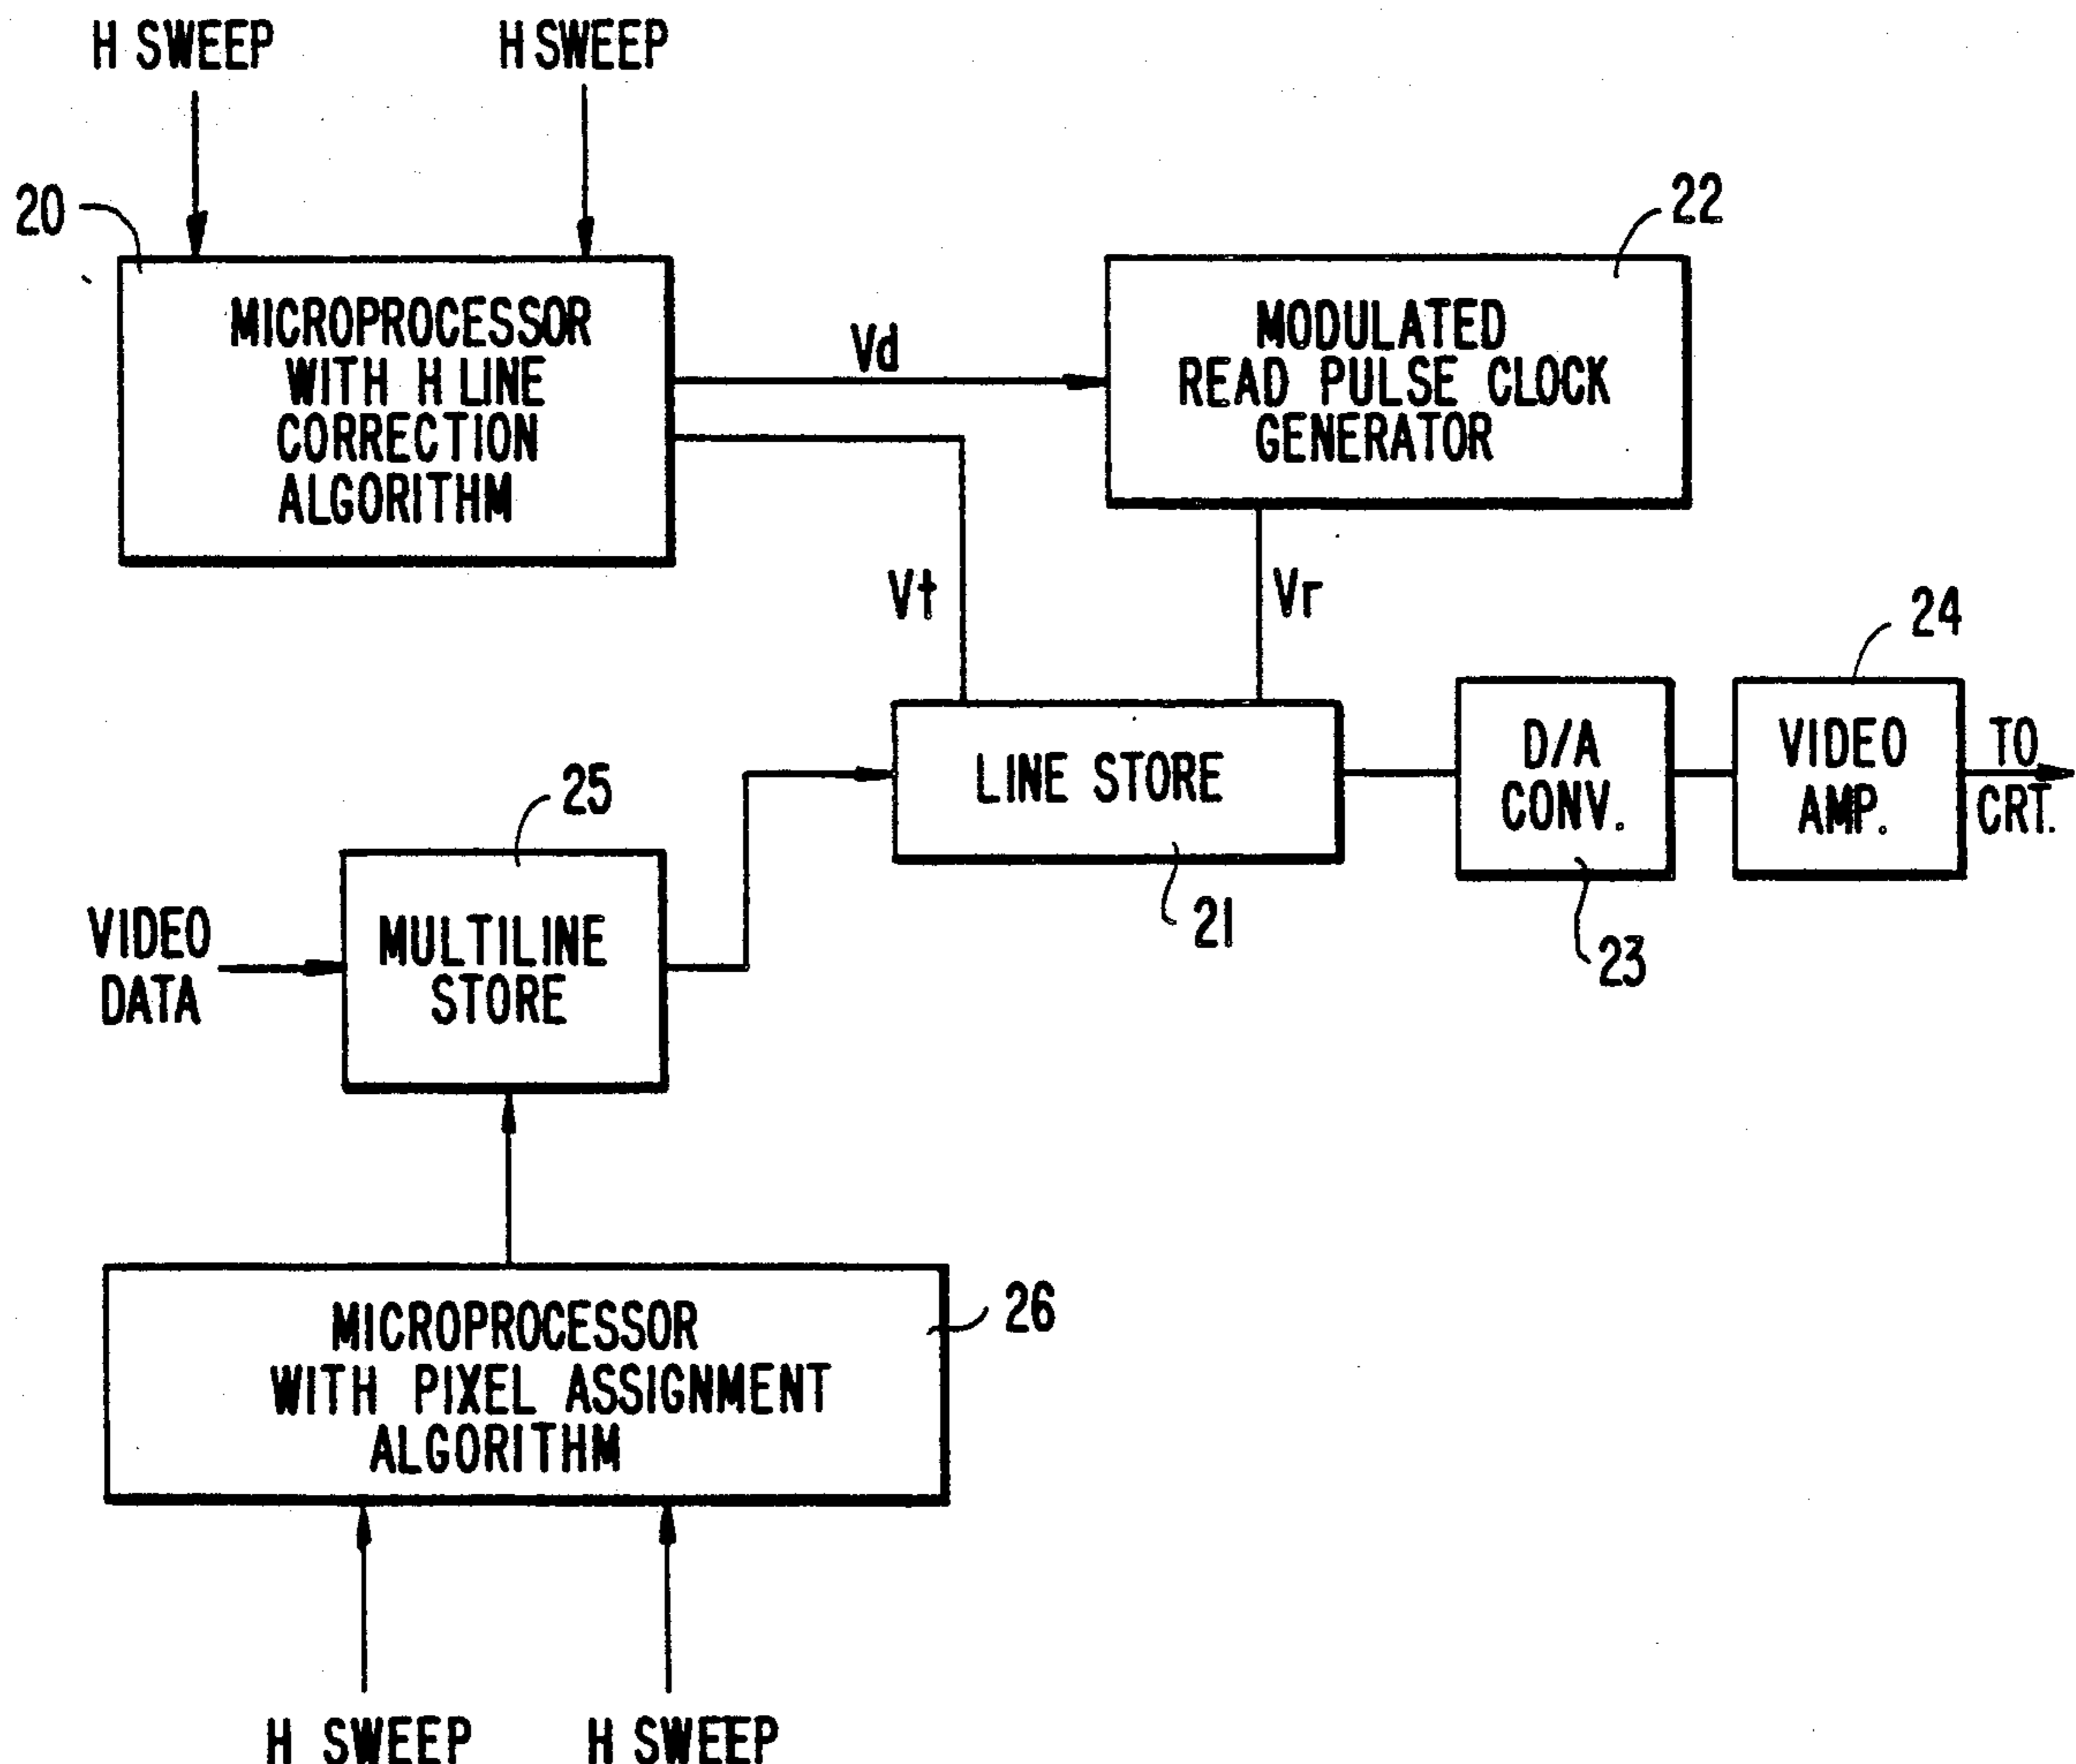 H SWEEP
H SWEEP
20
22
MICROPROCESSOR
WITH H LINE
CORRECTION
ALGORITHM
Vd
MODULATED
READ PULSE CLOCK
GENERATOR
Vt
Vr
24
LINE STORE
D/A
CONV.
VIDEO
AMP.
TO
CRT.
25
21
23
VIDEO
DATA
MULTILINE
STORE
26
MICROPROCESSOR
WITH PIXEL ASSIGNMENT
ALGORITHM
H SWEEP
H SWEEP